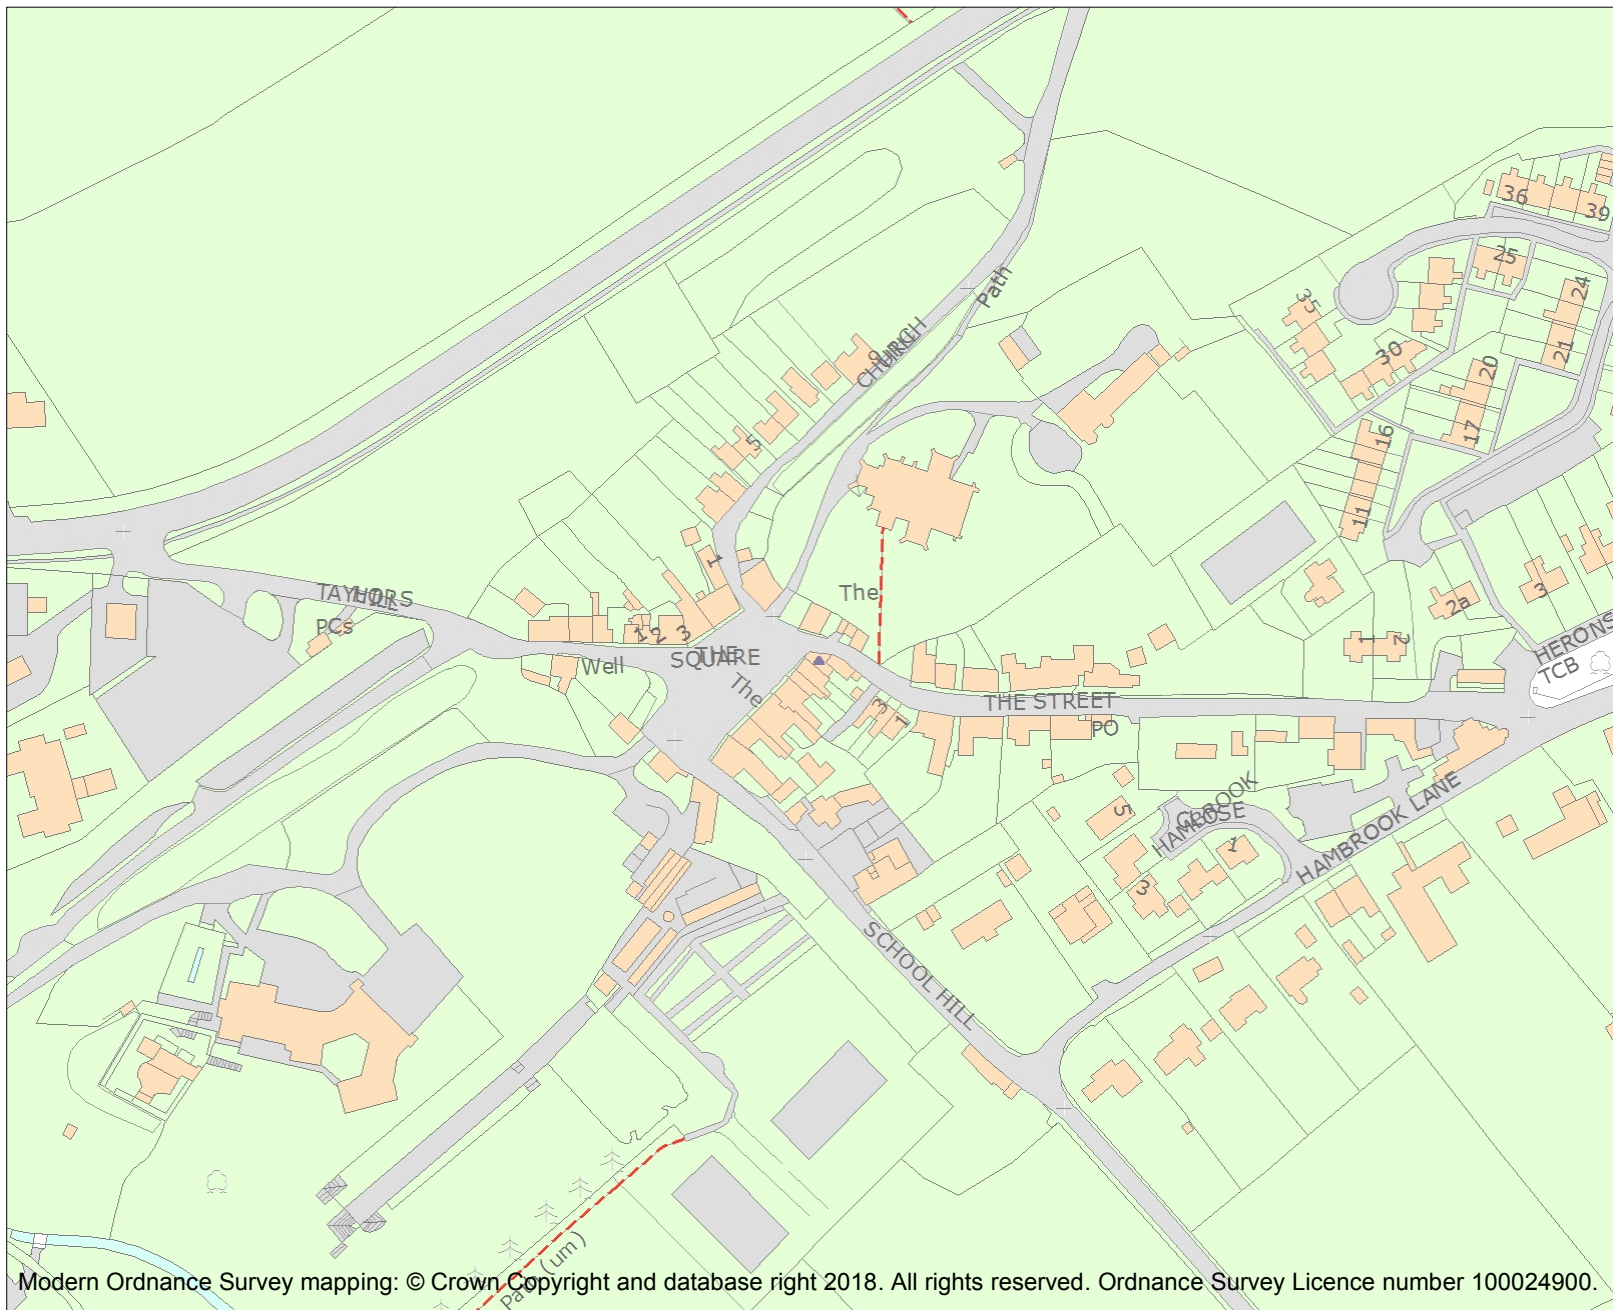 36
39
25
24
35
Path
21
30
20
9
CHURCH
HILL
17
16
5
11
1
The
TAYLORS
HILL
PCs
1
2
3
THE
SQUARE
Well
The
2a
3
1
2
HERONS
TCB
3
1
THE STREET
PO
5
HAMBROOK
CLOSE
1
3
HAMBROOK LANE
SCHOOL HILL
Path (um)
Modern Ordnance Survey mapping: © Crown Copyright and database right 2018. All rights reserved. Ordnance Survey Licence number 100024900.